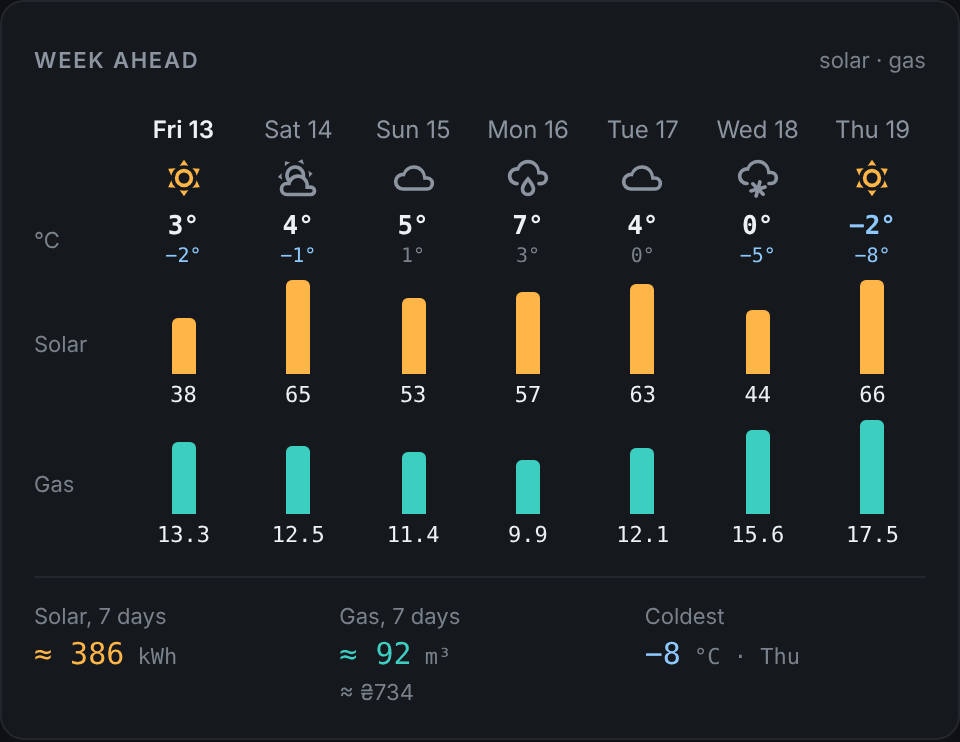 WEEK AHEAD
solar · gas
Fri 13 Sat 14 Sun 15 Mon 16 Tue 17 Wed 18 Thu 19
°C
3° 4° 5° 7° 4° 0° −2°
−2° −1° 1° 3° 0° −5° −8°
Solar
38 65 53 57 63 44 66
Gas
13.3 12.5 11.4 9.9 12.1 15.6 17.5
Solar, 7 days
≈ 386 kWh
Gas, 7 days
≈ 92 m³
≈ ₴734
Coldest
−8 °C · Thu